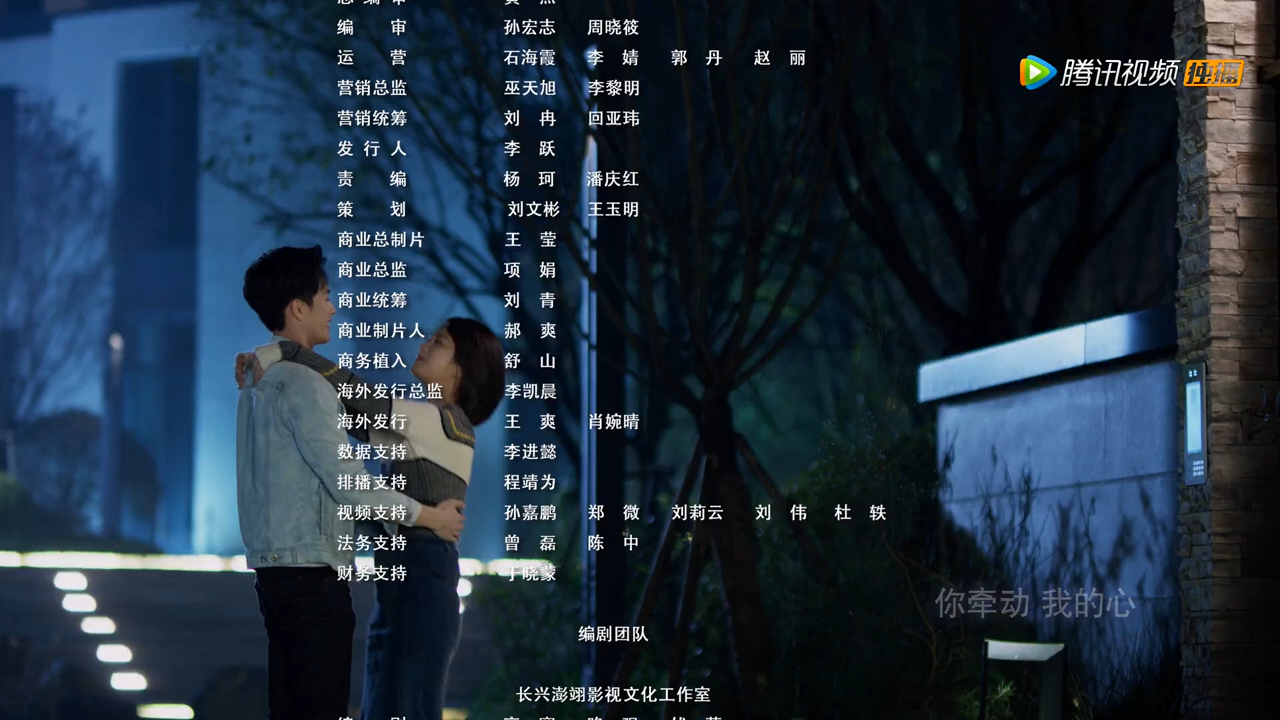 编 审 孙宏志 周晓筱
运 营 石海霞 李 婧 郭 丹 赵 丽
腾讯视频 独播
营销总监 巫天旭 李黎明
营销统筹 刘 冉 回亚玮
发 行 人 李 跃
责 编 杨 珂 潘庆红
策 划 刘文彬 王玉明
商业总制片 王 莹
商业总监 项 娟
商业统筹 刘 青
商业制片人 郝 爽
商务植入 舒 山
海外发行总监 李凯晨
海外发行 王 爽 肖婉晴
数据支持 李进懿
排播支持 程靖为
视频支持 孙嘉鹏 郑 微 刘莉云 刘 伟 杜 轶
法务支持 曾 磊 陈 中
财务支持 于晓蒙
你牵动 我的心
编剧团队
长兴澎翊影视文化工作室